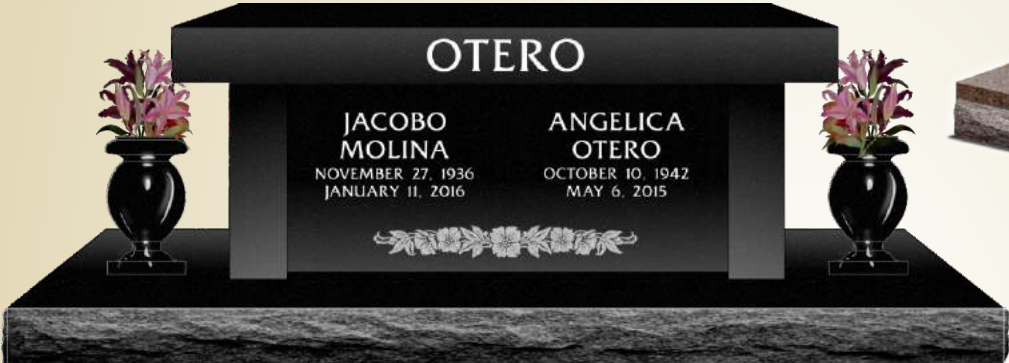 OTERO
JACOBO
MOLINA
NOVEMBER 27, 1936
JANUARY 11, 2016
ANGELICA
OTERO
OCTOBER 10, 1942
MAY 6, 2015